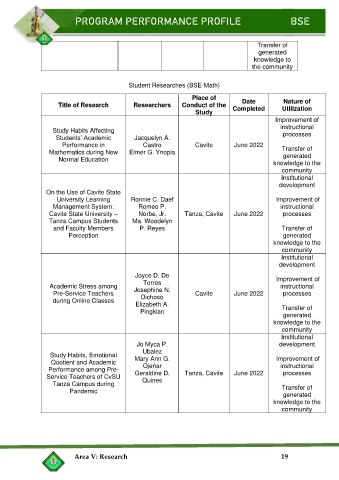 PROGRAM PERFORMANCE PROFILE BSE
Transfer of
generated
knowledge to
the community
Student Researches (BSE-Math)
Title of Research
Researchers
Place of
Conduct of the
Study
Date
Completed
Nature of
Utilization
Study Habits Affecting
Students' Academic
Performance in
Mathematics during New
Normal Education
Jacquelyn A.
Castro
Elmer G. Ynopia
Cavite
June 2022
Improvement of
instructional
processes
Transfer of
generated
knowledge to the
community
On the Use of Cavite State
University Learning
Management System:
Cavite State University –
Tanza Campus Students
and Faculty Members
Perception
Ronnie C. Daef
Romeo P.
Norbe, Jr.
Ma. Woodelyn
P. Reyes
Tanza, Cavite
June 2022
Institutional
development
Improvement of
instructional
processes
Transfer of
generated
knowledge to the
community
Academic Stress among
Pre-Service Teachers
during Online Classes
Joyce D. De
Torres
Josephine N.
Dichoso
Elizabeth A.
Pingkian
Cavite
June 2022
Institutional
development
Improvement of
instructional
processes
Transfer of
generated
knowledge to the
community
Study Habits, Emotional
Quotient and Academic
Performance among Pre-
Service Teachers of CvSU
Tanza Campus during
Pandemic
Jo Myca P.
Ubalez
Mary Ann G.
Ojeñar
Geraldine D.
Quines
Tanza, Cavite
June 2022
Institutional
development
Improvement of
instructional
processes
Transfer of
generated
knowledge to the
community
Area V: Research 19